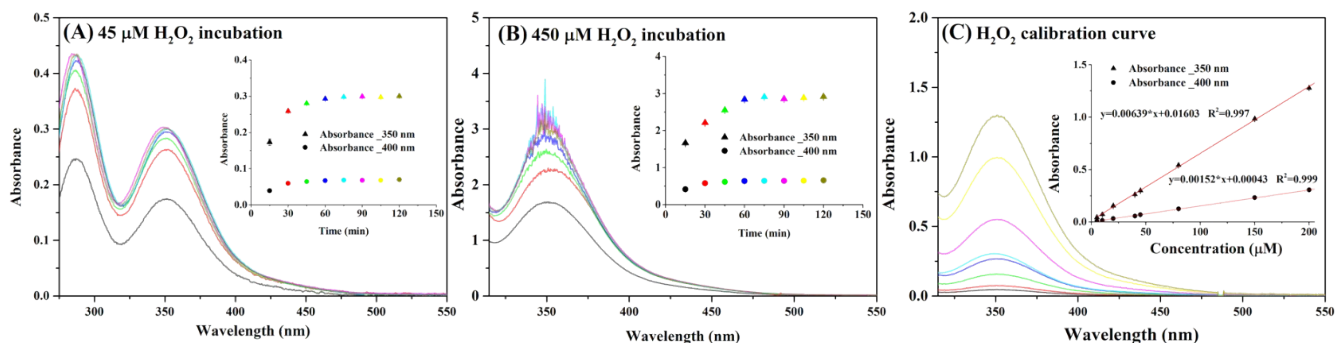 (A) 45 μM H₂O₂ incubation
Absorbance
0.5
0.4
0.3
0.2
0.1
0.0
300
350
400
450
500
550
Wavelength (nm)
Absorbance
0.4
0.3
0.2
0.1
0.0
0
30
60
90
120
150
Time (min)
Absorbance _350 nm
Absorbance _400 nm
(B) 450 μM H₂O₂ incubation
Absorbance
5
4
3
2
1
0
350
400
450
500
550
Wavelength (nm)
Absorbance
4
3
2
1
0
0
30
60
90
120
150
Time (min)
Absorbance _350 nm
Absorbance _400 nm
(C) H₂O₂ calibration curve
Absorbance
2.0
1.5
1.0
0.5
0.0
350
400
450
500
550
Wavelength (nm)
Absorbance
1.5
1.0
0.5
0.0
0
50
100
150
200
Concentration (μM)
Absorbance _350 nm
Absorbance _400 nm
y=0.00639*x+0.01603 R²=0.997
y=0.00152*x+0.00043 R²=0.999